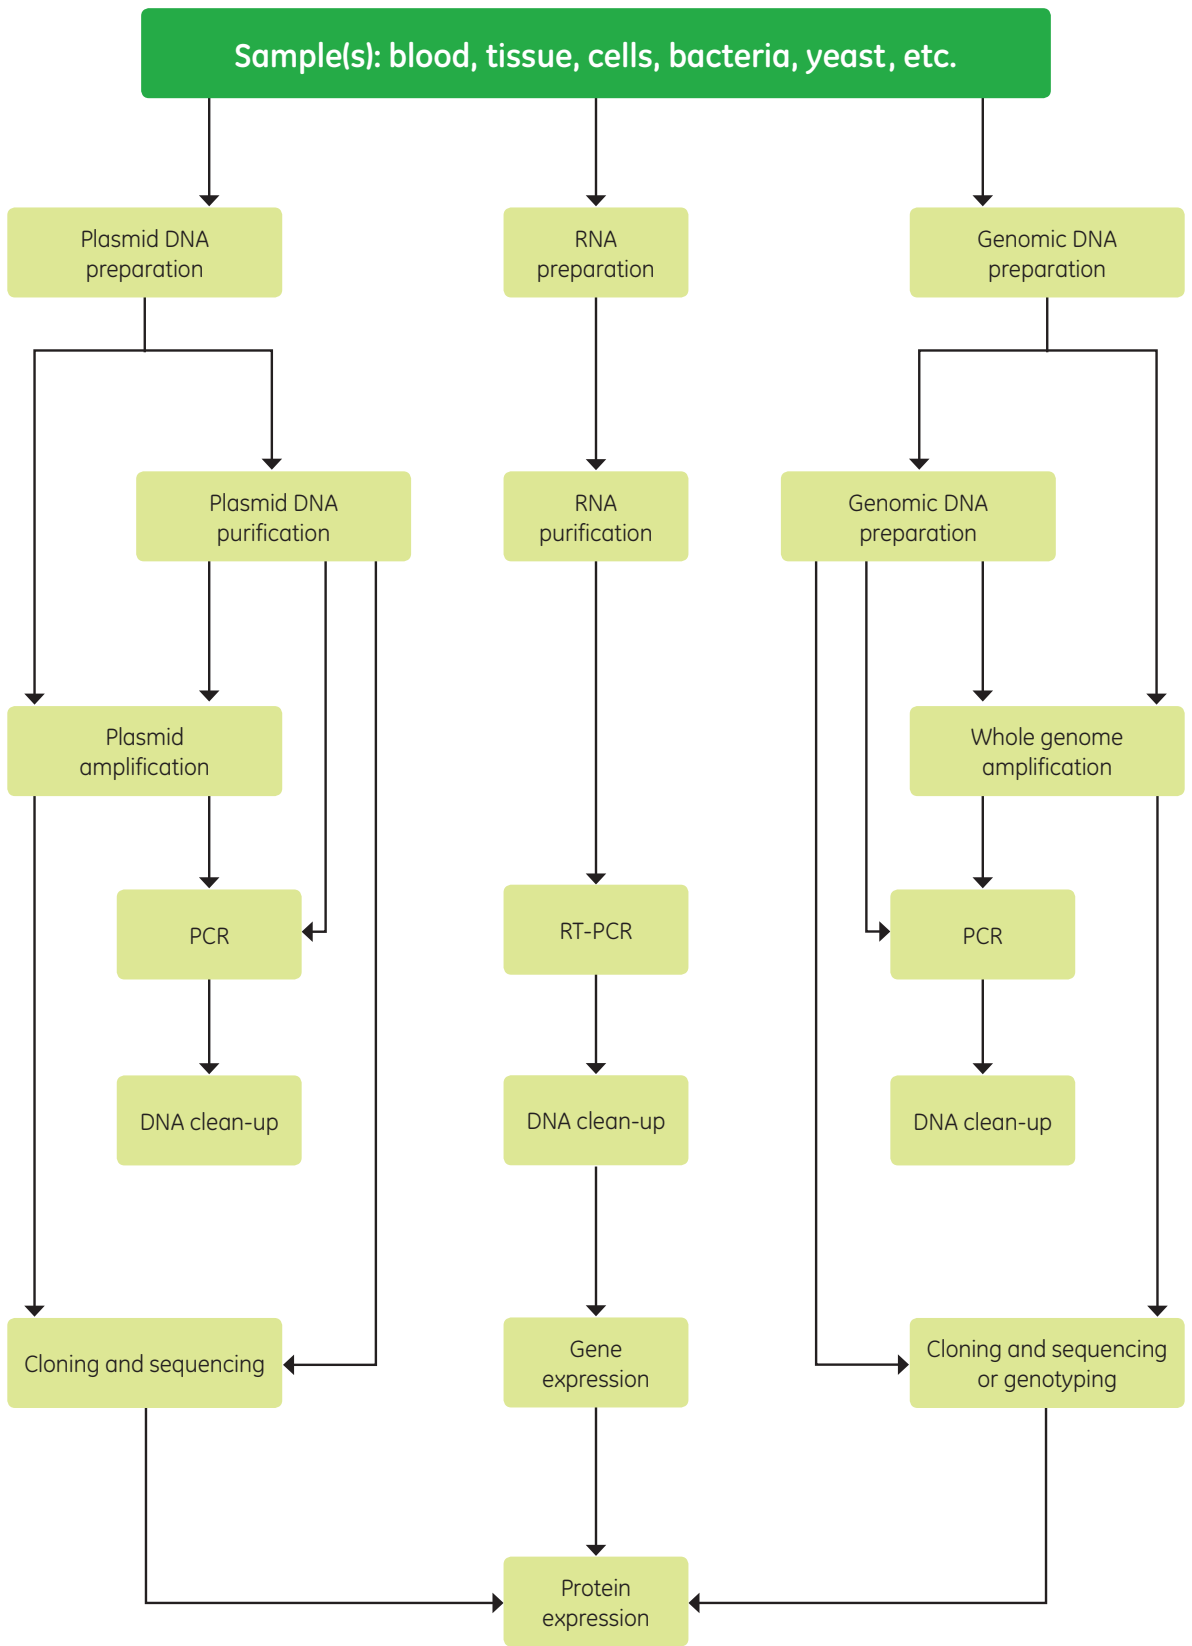 Sample(s): blood, tissue, cells, bacteria, yeast, etc.
Plasmid DNA
preparation
RNA
preparation
Genomic DNA
preparation
Plasmid DNA
purification
RNA
purification
Genomic DNA
preparation
Plasmid
amplification
Whole genome
amplification
PCR
RT-PCR
PCR
DNA clean-up
DNA clean-up
DNA clean-up
Cloning and sequencing
Gene
expression
Cloning and sequencing
or genotyping
Protein
expression